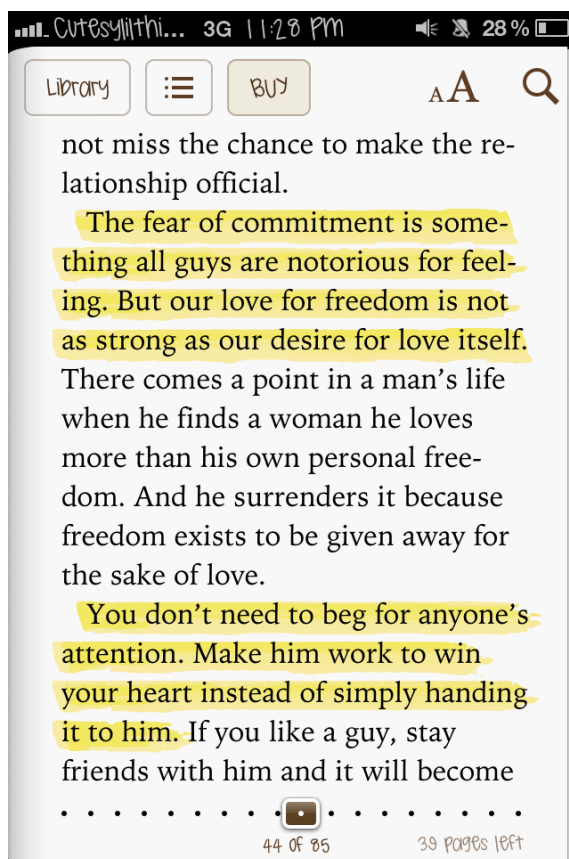 Cutesylilthi... 3G 11:28 PM 28%
Library BUY AA
not miss the chance to make the re-
lationship official.
The fear of commitment is some-
thing all guys are notorious for feel-
ing. But our love for freedom is not
as strong as our desire for love itself.
There comes a point in a man's life
when he finds a woman he loves
more than his own personal free-
dom. And he surrenders it because
freedom exists to be given away for
the sake of love.
You don't need to beg for anyone's
attention. Make him work to win
your heart instead of simply handing
it to him. If you like a guy, stay
friends with him and it will become
44 of 85 39 pages left